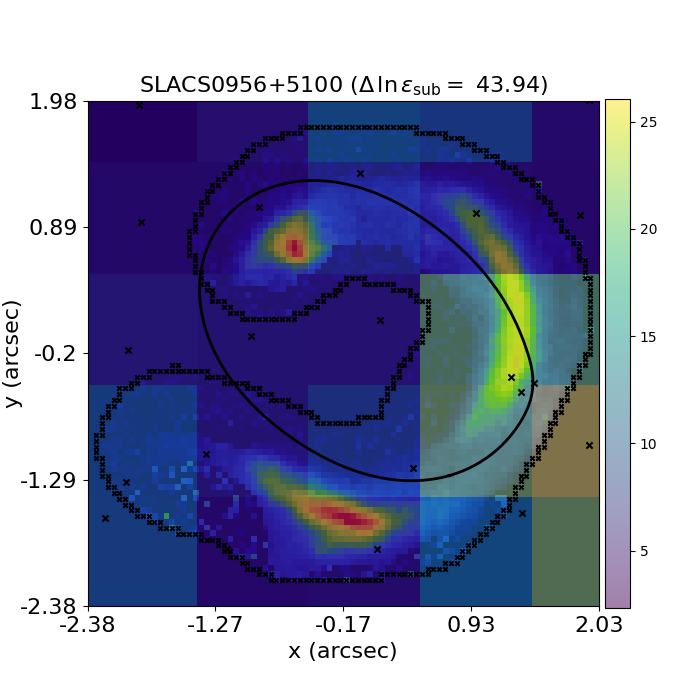 SLACS0956+5100 (Δ ln ε_sub = 43.94)
1.98
0.89
-0.2
-1.29
-2.38
y (arcsec)
-2.38 -1.27 -0.17 0.93 2.03
x (arcsec)
25
20
15
10
5